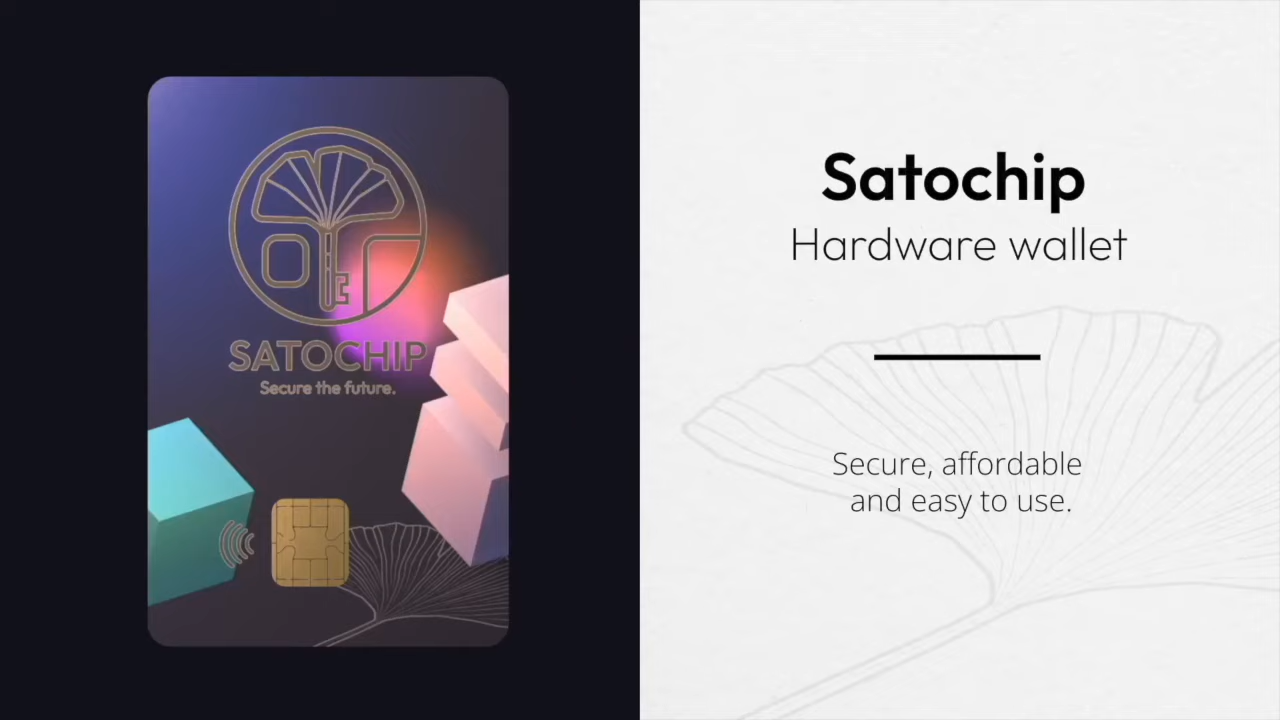 SATOCHIP
Secure the future.
Satochip
Hardware wallet
Secure, affordable
and easy to use.